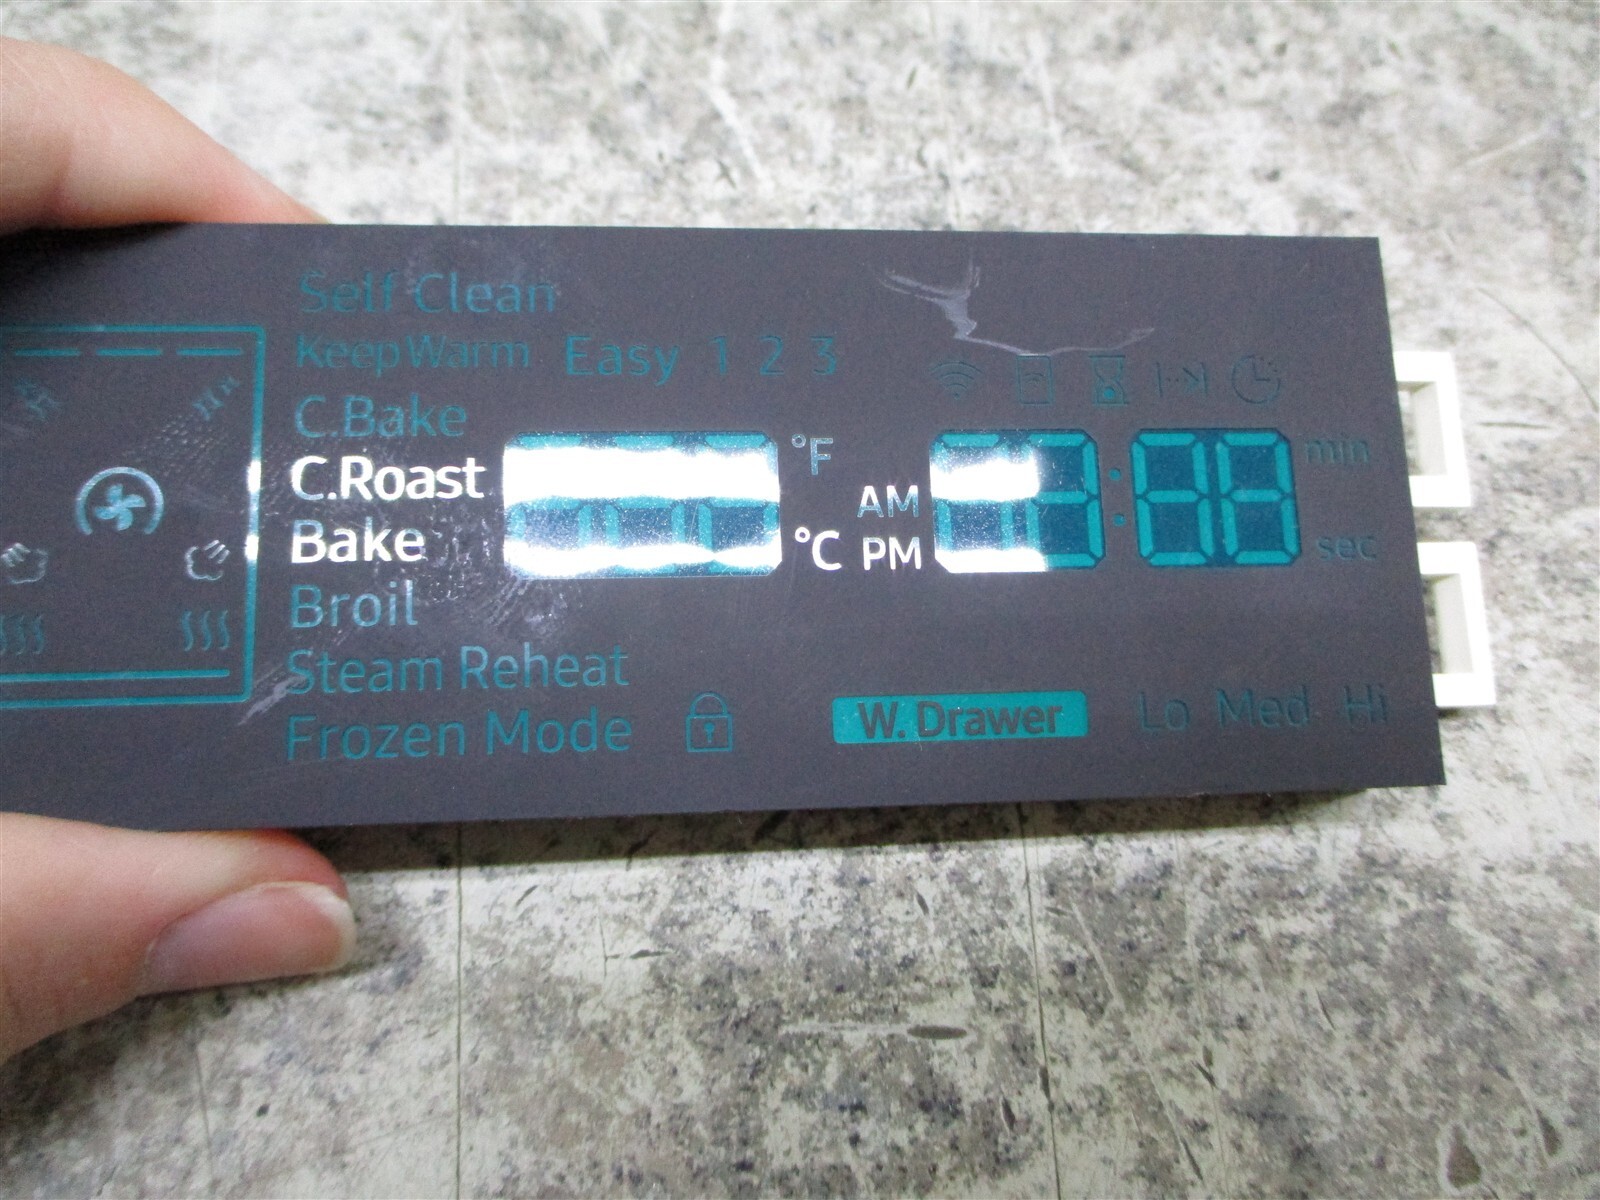 Self Clean
KeepWarm Easy 1 2 3
C.Bake
C.Roast °F min
Bake AM
°C PM sec
Broil
Steam Reheat
Frozen Mode W. Drawer Lo Med Hi